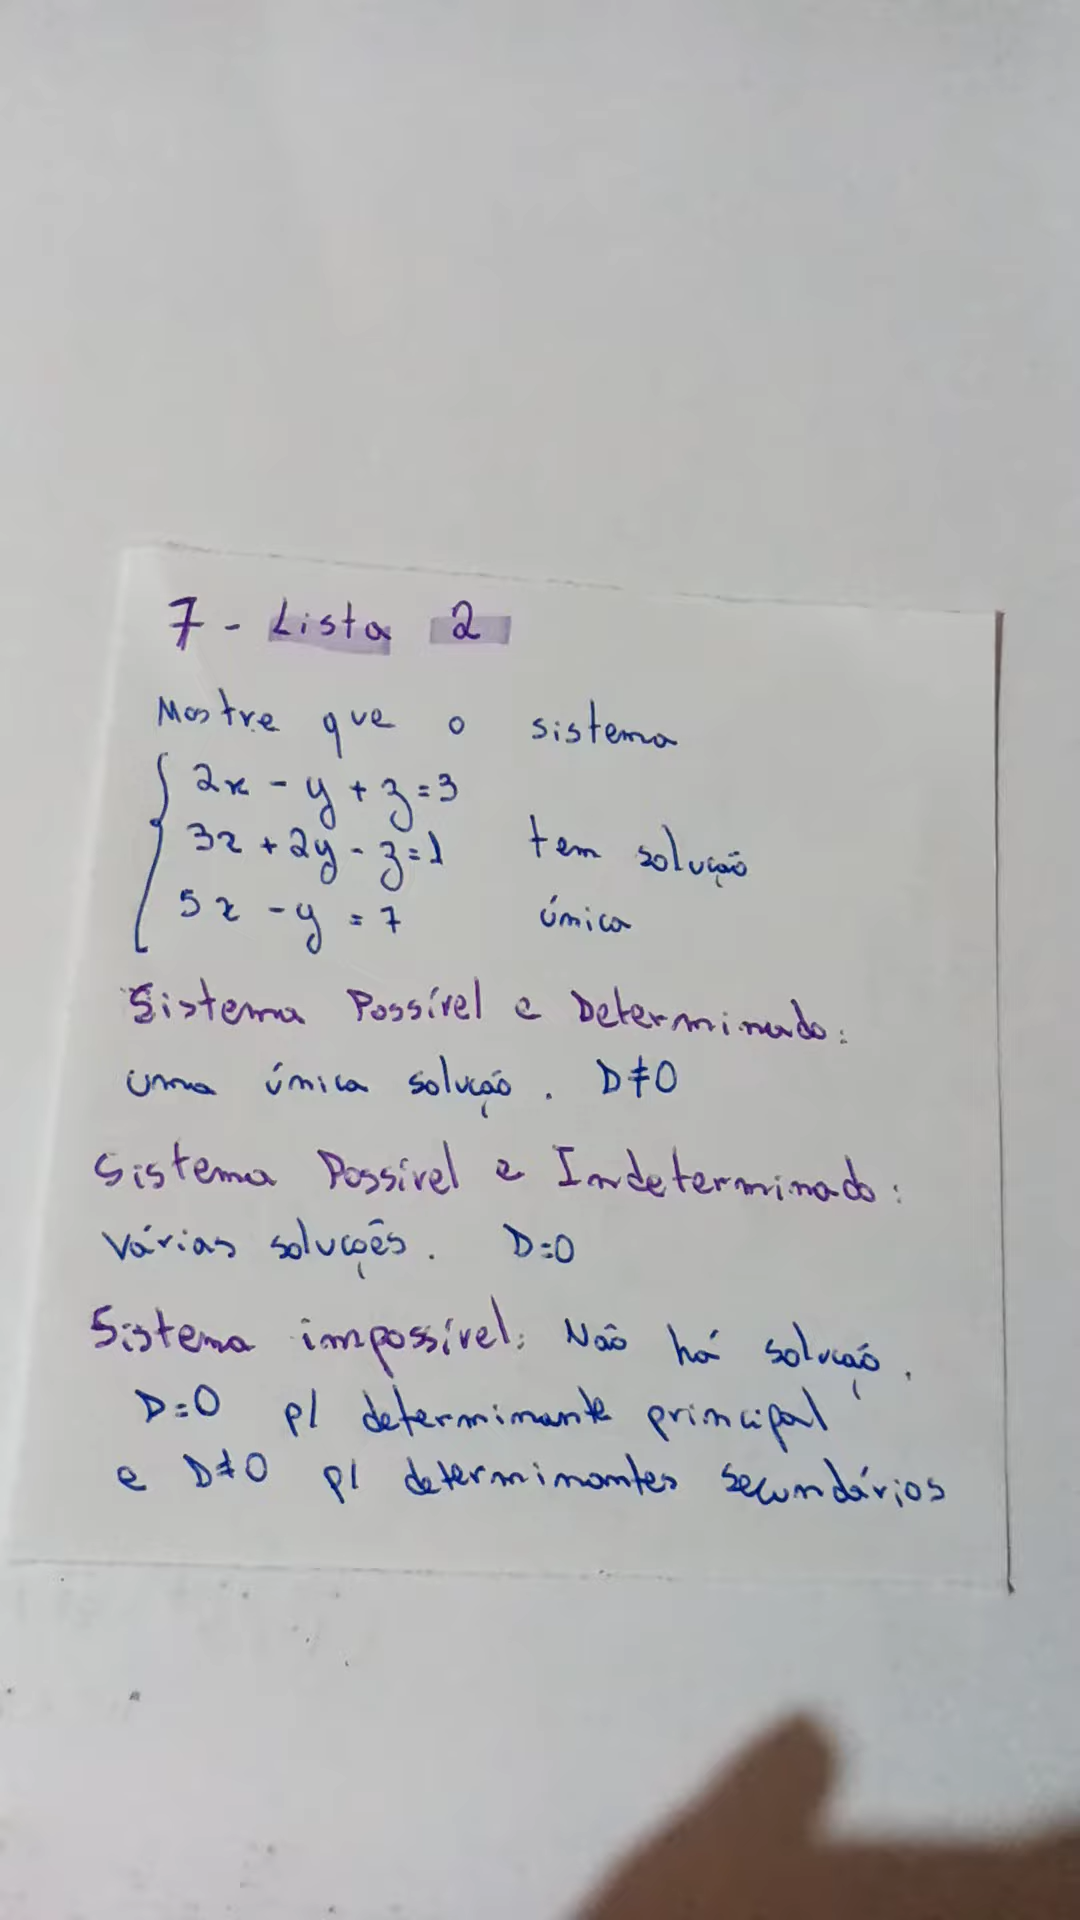 7 - Lista 2
Mostre que o sistema
2x - y + z = 3
3x + 2y - z = 1 tem solução
5x - y = 7 única
Sistema Possível e Determinado:
uma única solução. D≠0
Sistema Possível e Indeterminado:
Várias soluções. D=0
Sistema impossível: Não há solução.
D=0 p/ determinante principal
e D≠0 p/ determinantes secundários